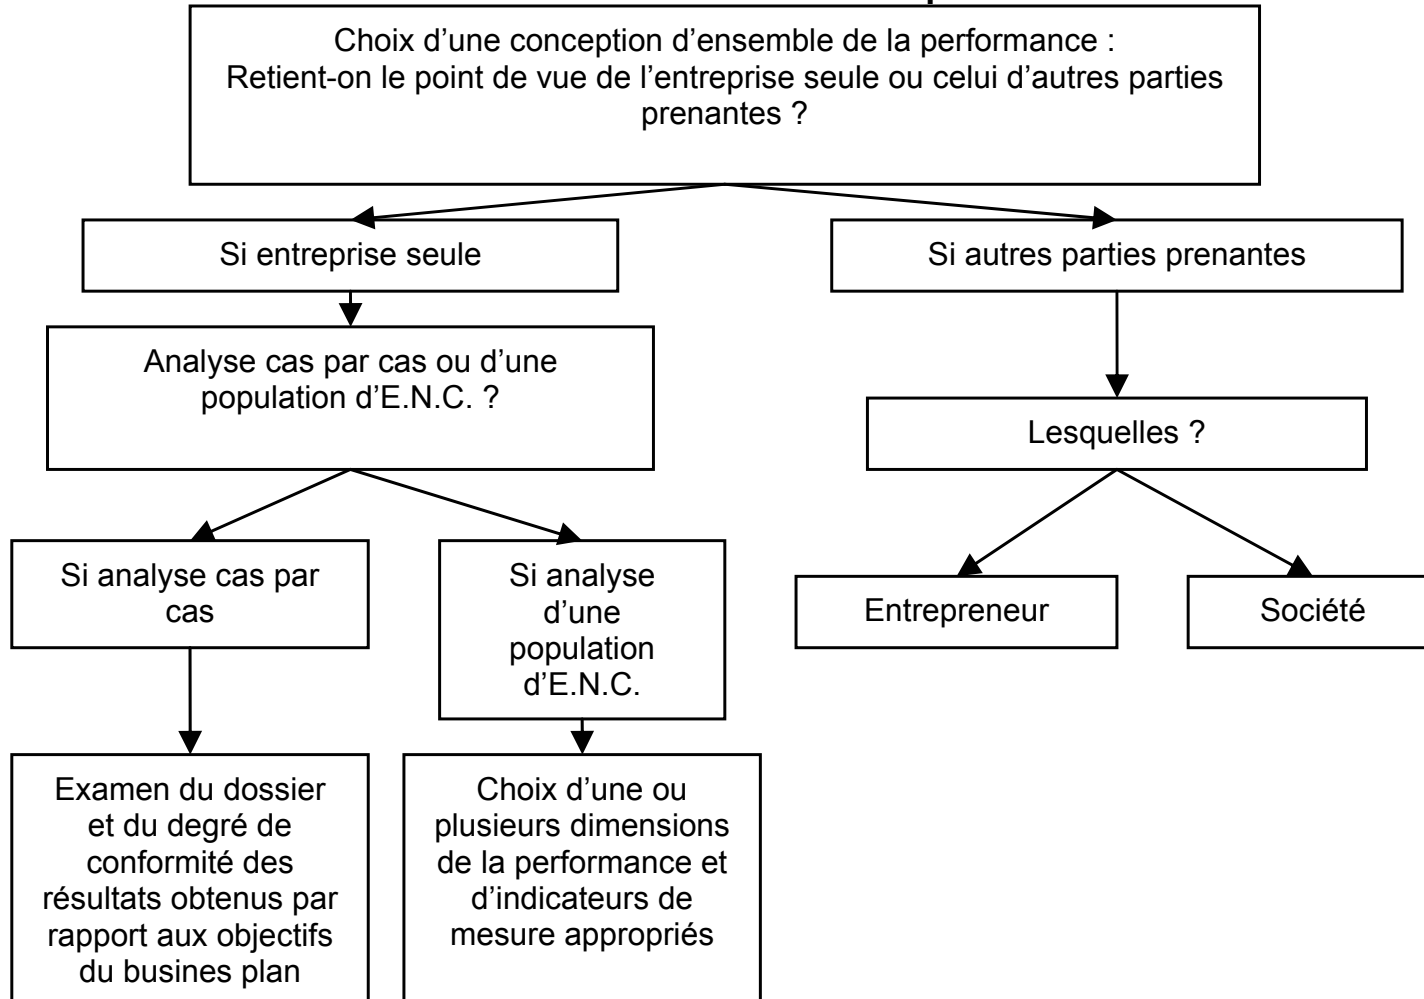 Choix d’une conception d’ensemble de la performance :
Retient-on le point de vue de l’entreprise seule ou celui d’autres parties
prenantes ?
Si entreprise seule
Si autres parties prenantes
Analyse cas par cas ou d’une
population d’E.N.C. ?
Lesquelles ?
Si analyse cas par
cas
Si analyse
d’une
population
d’E.N.C.
Entrepreneur
Société
Examen du dossier
et du degré de
conformité des
résultats obtenus par
rapport aux objectifs
du busines plan
Choix d’une ou
plusieurs dimensions
de la performance et
d’indicateurs de
mesure appropriés